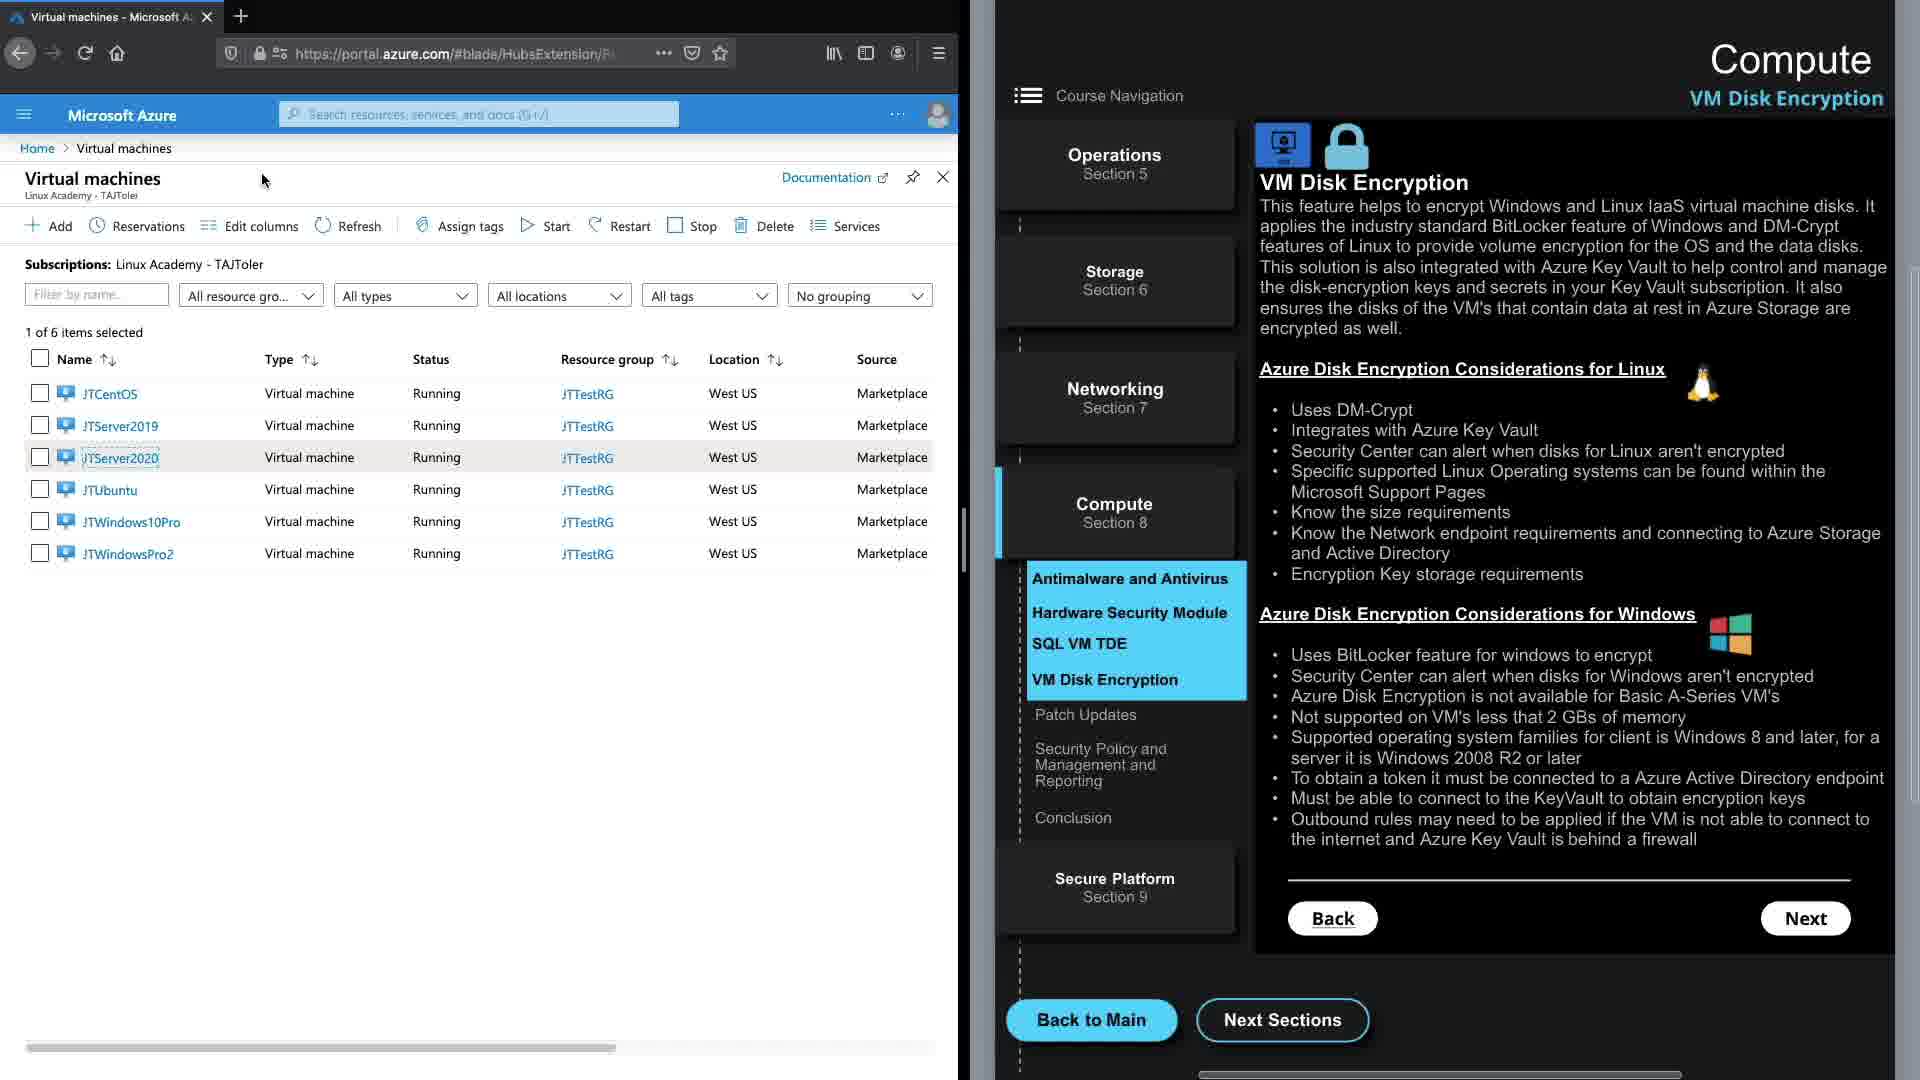 Virtual machines - Microsoft A
https://portal.azure.com/#blade/HubsExtension/R
Microsoft Azure
Search resources, services, and docs (G+/)
Home > Virtual machines
Virtual machines
Linux Academy - TAJToler
Documentation
Add
Reservations
Edit columns
Refresh
Assign tags
Start
Restart
Stop
Delete
Services
Subscriptions: Linux Academy - TAJToler
Filter by name...
All resource gro...
All types
All locations
All tags
No grouping
1 of 6 items selected
Name Type Status Resource group Location Source
JTCentOS Virtual machine Running JTTestRG West US Marketplace
JTServer2019 Virtual machine Running JTTestRG West US Marketplace
JTServer2020 Virtual machine Running JTTestRG West US Marketplace
JTUbuntu Virtual machine Running JTTestRG West US Marketplace
JTWindows10Pro Virtual machine Running JTTestRG West US Marketplace
JTWindowsPro2 Virtual machine Running JTTestRG West US Marketplace
Compute
VM Disk Encryption
Course Navigation
Operations
Section 5
Storage
Section 6
Networking
Section 7
Compute
Section 8
Antimalware and Antivirus
Hardware Security Module
SQL VM TDE
VM Disk Encryption
Patch Updates
Security Policy and
Management and
Reporting
Conclusion
Secure Platform
Section 9
VM Disk Encryption
This feature helps to encrypt Windows and Linux IaaS virtual machine disks. It
applies the industry standard BitLocker feature of Windows and DM-Crypt
features of Linux to provide volume encryption for the OS and the data disks.
This solution is also integrated with Azure Key Vault to help control and manage
the disk-encryption keys and secrets in your Key Vault subscription. It also
ensures the disks of the VM's that contain data at rest in Azure Storage are
encrypted as well.
Azure Disk Encryption Considerations for Linux
• Uses DM-Crypt
• Integrates with Azure Key Vault
• Security Center can alert when disks for Linux aren't encrypted
• Specific supported Linux Operating systems can be found within the
Microsoft Support Pages
• Know the size requirements
• Know the Network endpoint requirements and connecting to Azure Storage
and Active Directory
• Encryption Key storage requirements
Azure Disk Encryption Considerations for Windows
• Uses BitLocker feature for windows to encrypt
• Security Center can alert when disks for Windows aren't encrypted
• Azure Disk Encryption is not available for Basic A-Series VM's
• Not supported on VM's less that 2 GBs of memory
• Supported operating system families for client is Windows 8 and later, for a
server it is Windows 2008 R2 or later
• To obtain a token it must be connected to a Azure Active Directory endpoint
• Must be able to connect to the KeyVault to obtain encryption keys
• Outbound rules may need to be applied if the VM is not able to connect to
the internet and Azure Key Vault is behind a firewall
Back
Next
Back to Main
Next Sections